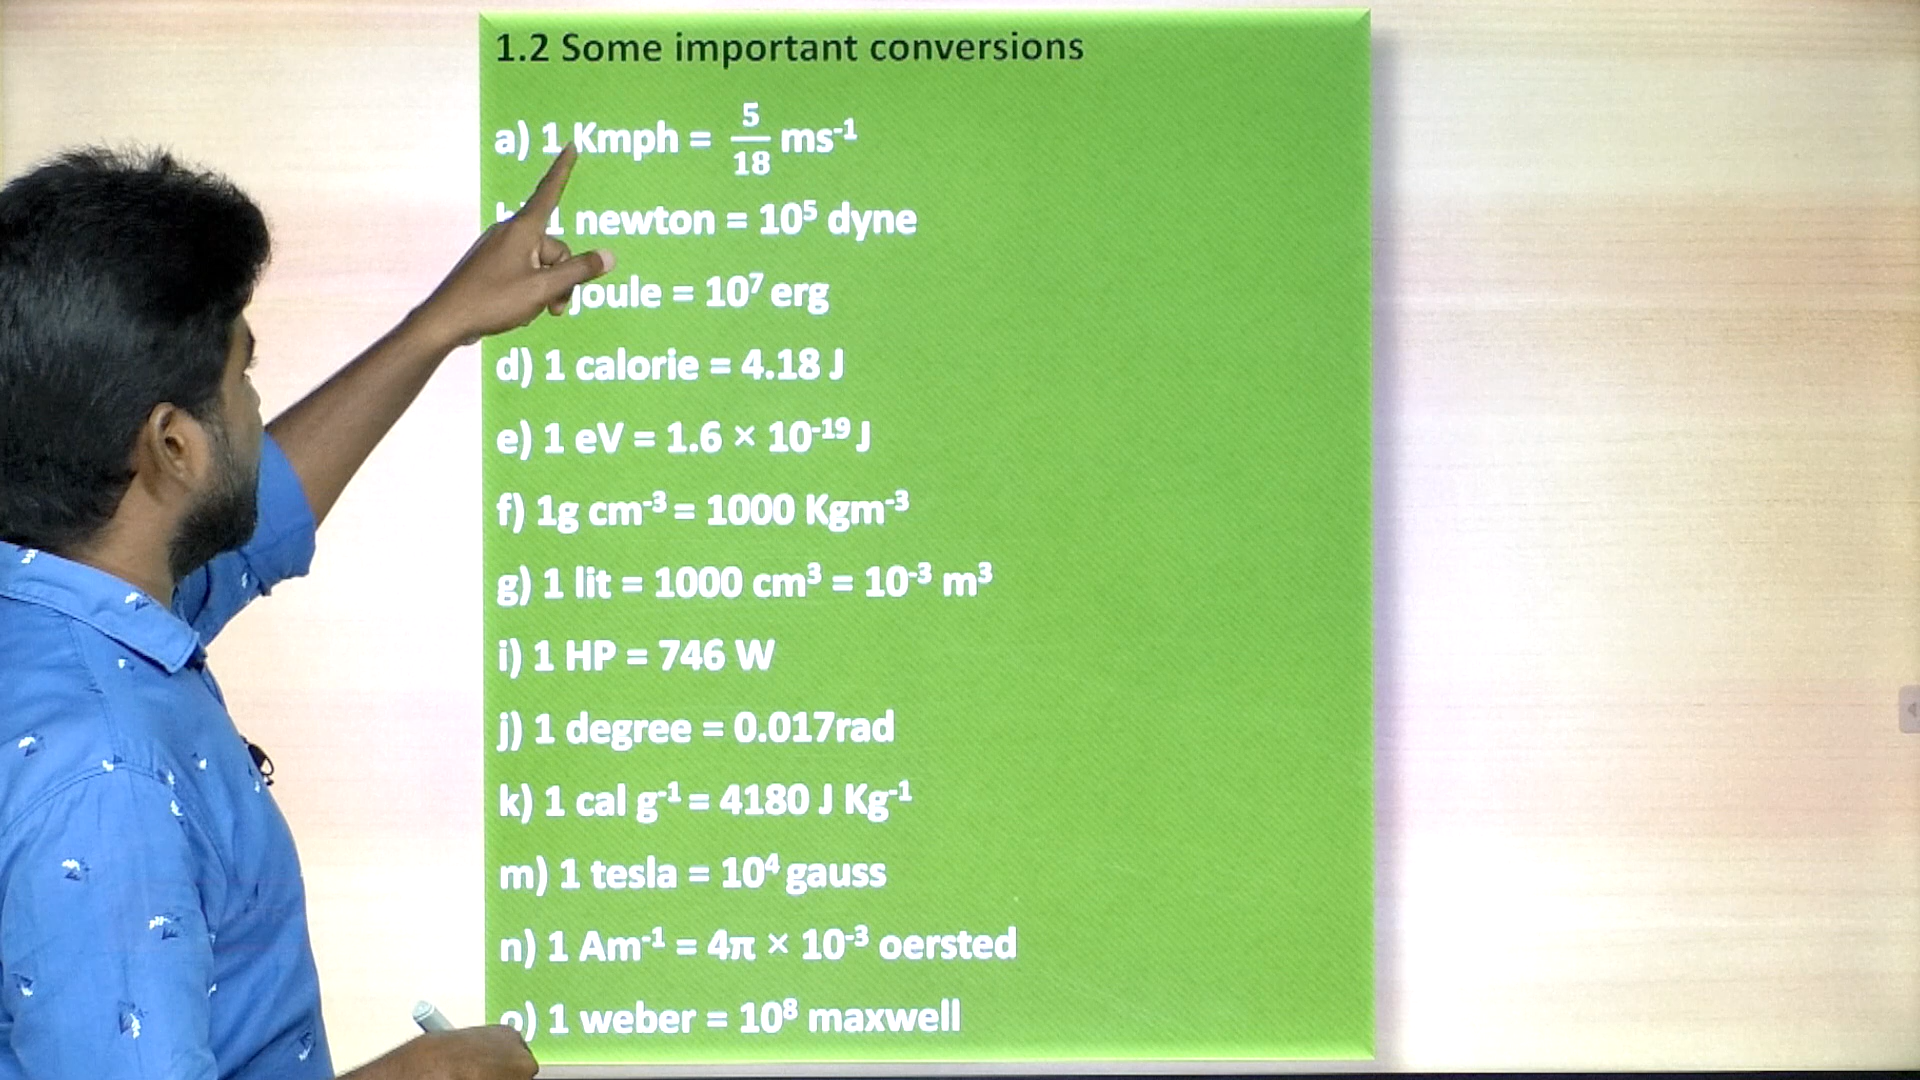 1.2 Some important conversions
a) 1 Kmph = 5/18 ms⁻¹
1 newton = 10⁵ dyne
joule = 10⁷ erg
d) 1 calorie = 4.18 J
e) 1 eV = 1.6 × 10⁻¹⁹ J
f) 1g cm⁻³ = 1000 Kgm⁻³
g) 1 lit = 1000 cm³ = 10⁻³ m³
i) 1 HP = 746 W
j) 1 degree = 0.017rad
k) 1 cal g⁻¹ = 4180 J Kg⁻¹
m) 1 tesla = 10⁴ gauss
n) 1 Am⁻¹ = 4π × 10⁻³ oersted
o) 1 weber = 10⁸ maxwell